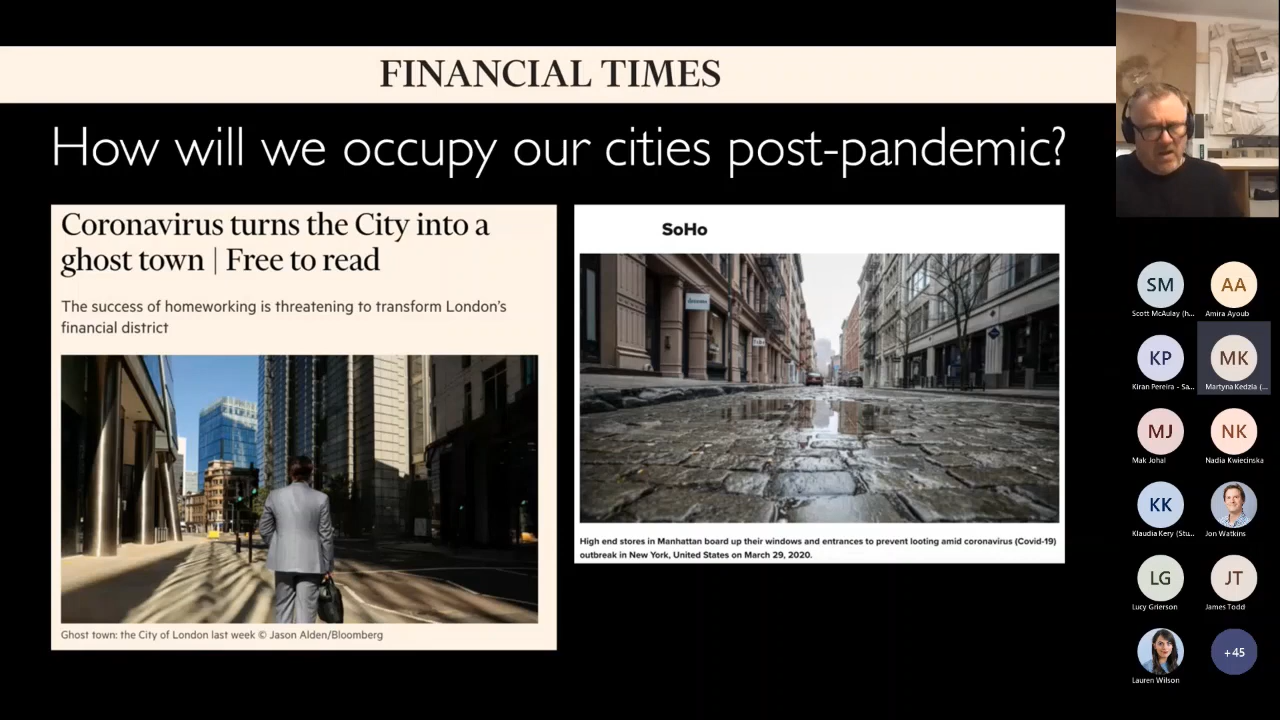 FINANCIAL TIMES
How will we occupy our cities post-pandemic?
Coronavirus turns the City into a
ghost town | Free to read
The success of homeworking is threatening to transform London's
financial district
Ghost town: the City of London last week © Jason Alden/Bloomberg
SoHo
High end stores in Manhattan board up their windows and entrances to prevent looting amid coronavirus (Covid-19)
outbreak in New York, United States on March 29, 2020.
SM
Scott McAulay (h...
AA
Amira Ayoub
KP
Kiran Pereira - Sa...
MK
Martyna Kedzia (...
MJ
Mak Johal
NK
Nadia Kwiecinska
KK
Klaudia Kery (Stu...
Jon Watkins
LG
Lucy Grierson
JT
James Todd
Lauren Wilson
+45